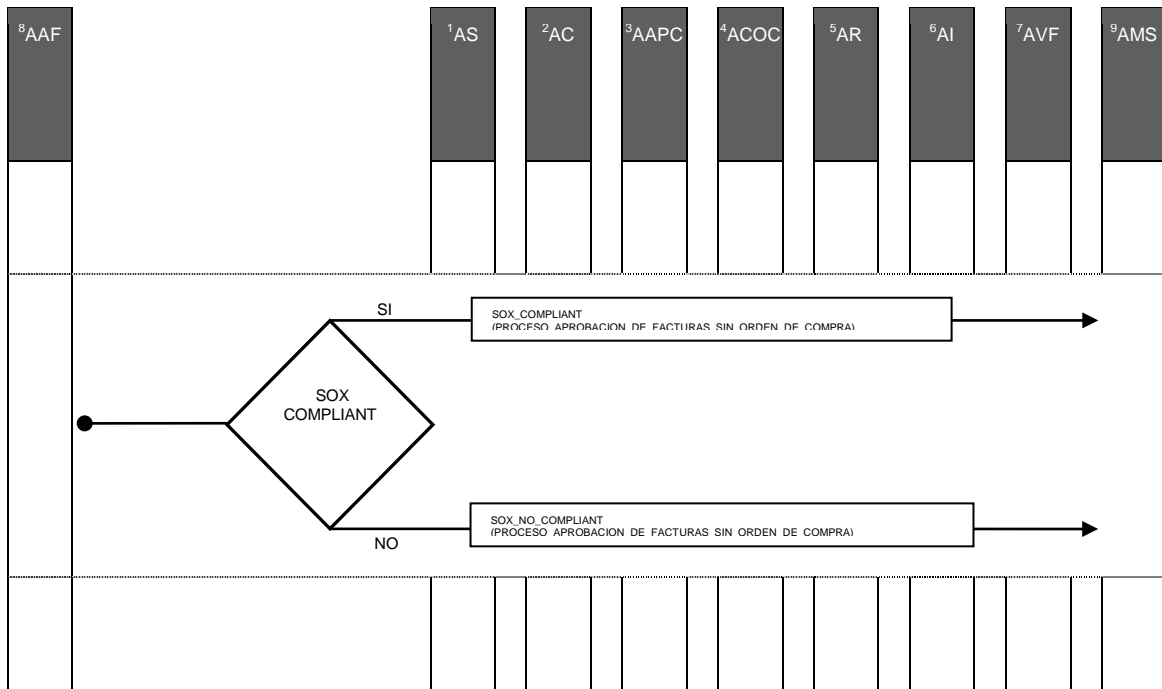 ⁸AAF ¹AS ²AC ³AAPC ⁴ACOC ⁵AR ⁶AI ⁷AVF ⁹AMS
SI
SOX_COMPLIANT
(PROCESO APROBACION DE FACTURAS SIN ORDEN DE COMPRA)
SOX
COMPLIANT
SOX_NO_COMPLIANT
(PROCESO APROBACION DE FACTURAS SIN ORDEN DE COMPRA)
NO